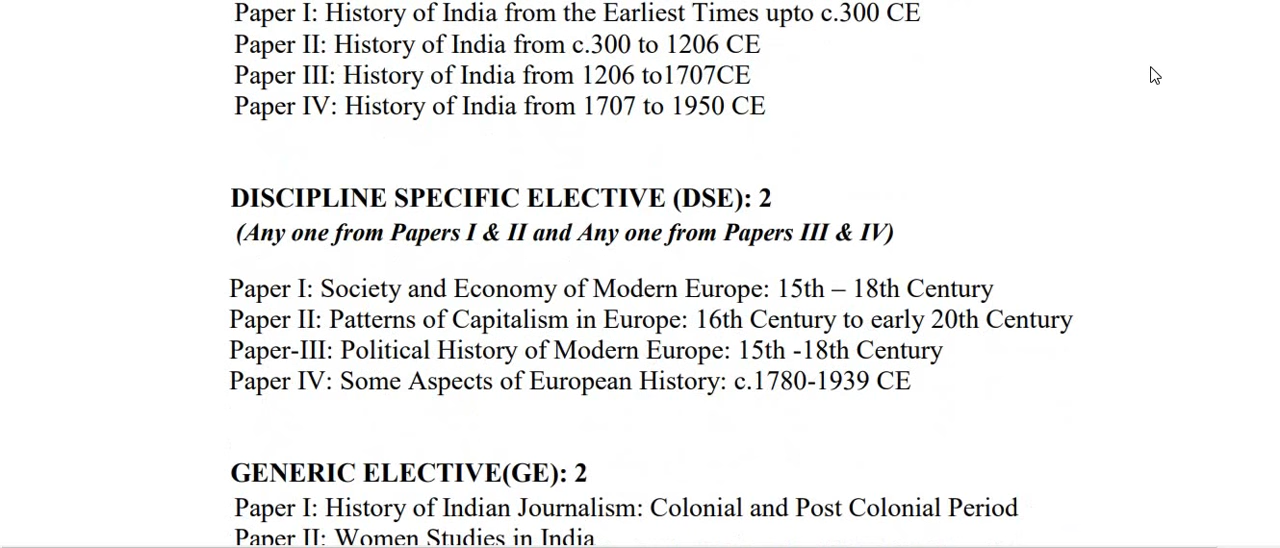 Paper I: History of India from the Earliest Times upto c.300 CE
Paper II: History of India from c.300 to 1206 CE
Paper III: History of India from 1206 to1707CE
Paper IV: History of India from 1707 to 1950 CE
DISCIPLINE SPECIFIC ELECTIVE (DSE): 2
(Any one from Papers I & II and Any one from Papers III & IV)
Paper I: Society and Economy of Modern Europe: 15th – 18th Century
Paper II: Patterns of Capitalism in Europe: 16th Century to early 20th Century
Paper-III: Political History of Modern Europe: 15th -18th Century
Paper IV: Some Aspects of European History: c.1780-1939 CE
GENERIC ELECTIVE(GE): 2
Paper I: History of Indian Journalism: Colonial and Post Colonial Period
Paper II: Women Studies in India